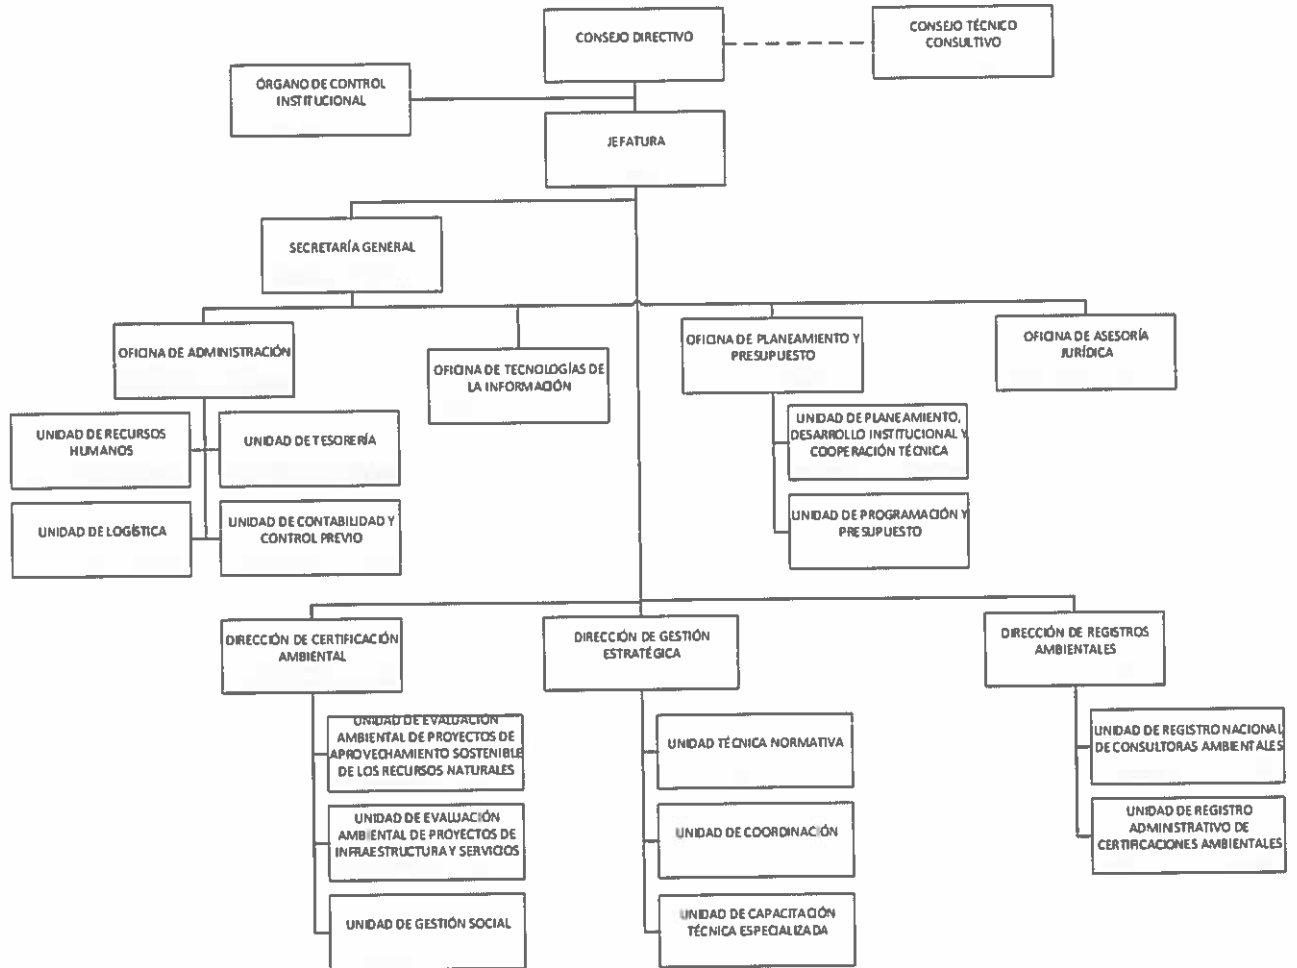 CONSEJO DIRECTIVO
CONSEJO TÉCNICO
CONSULTIVO
ÓRGANO DE CONTROL
INSTITUCIONAL
JEFATURA
SECRETARÍA GENERAL
OFICINA DE ADMINISTRACIÓN
OFICINA DE TECNOLOGÍAS DE
LA INFORMACIÓN
OFICINA DE PLANEAMIENTO Y
PRESUPUESTO
OFICINA DE ASESORÍA
JURÍDICA
UNIDAD DE RECURSOS
HUMANOS
UNIDAD DE TESORERÍA
UNIDAD DE LOGÍSTICA
UNIDAD DE CONTABILIDAD Y
CONTROL PREVIO
UNIDAD DE PLANEAMIENTO,
DESARROLLO INSTITUCIONAL Y
COOPERACIÓN TÉCNICA
UNIDAD DE PROGRAMACIÓN Y
PRESUPUESTO
DIRECCIÓN DE CERTIFICACIÓN
AMBIENTAL
DIRECCIÓN DE GESTIÓN
ESTRATÉGICA
DIRECCIÓN DE REGISTROS
AMBIENTALES
UNIDAD DE EVALUACIÓN
AMBIENTAL DE PROYECTOS DE
APROVECHAMIENTO SOSTENIBLE
DE LOS RECURSOS NATURALES
UNIDAD DE EVALUACIÓN
AMBIENTAL DE PROYECTOS DE
INFRAESTRUCTURA Y SERVICIOS
UNIDAD DE GESTIÓN SOCIAL
UNIDAD TÉCNICA NORMATIVA
UNIDAD DE COORDINACIÓN
UNIDAD DE CAPACITACIÓN
TÉCNICA ESPECIALIZADA
UNIDAD DE REGISTRO NACIONAL
DE CONSULTORAS AMBIENTALES
UNIDAD DE REGISTRO
ADMINISTRATIVO DE
CERTIFICACIONES AMBIENTALES